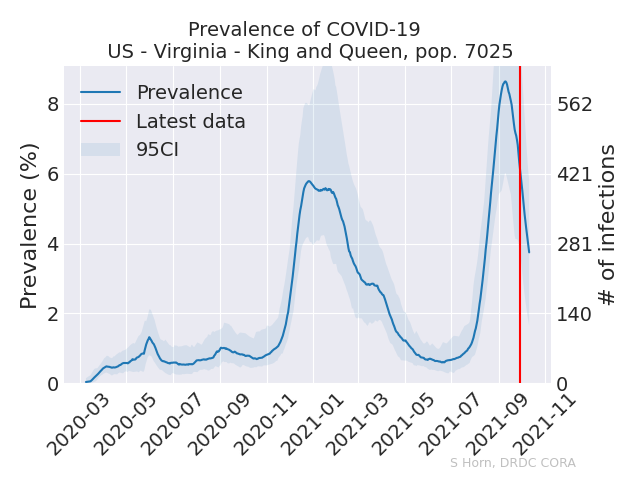 Prevalence of COVID-19
US - Virginia - King and Queen, pop. 7025
Prevalence
Latest data
95CI
Prevalence (%)
8
6
4
2
0
# of infections
562
421
281
140
0
2020-03
2020-05
2020-07
2020-09
2020-11
2021-01
2021-03
2021-05
2021-07
2021-09
2021-11
S Horn, DRDC CORA